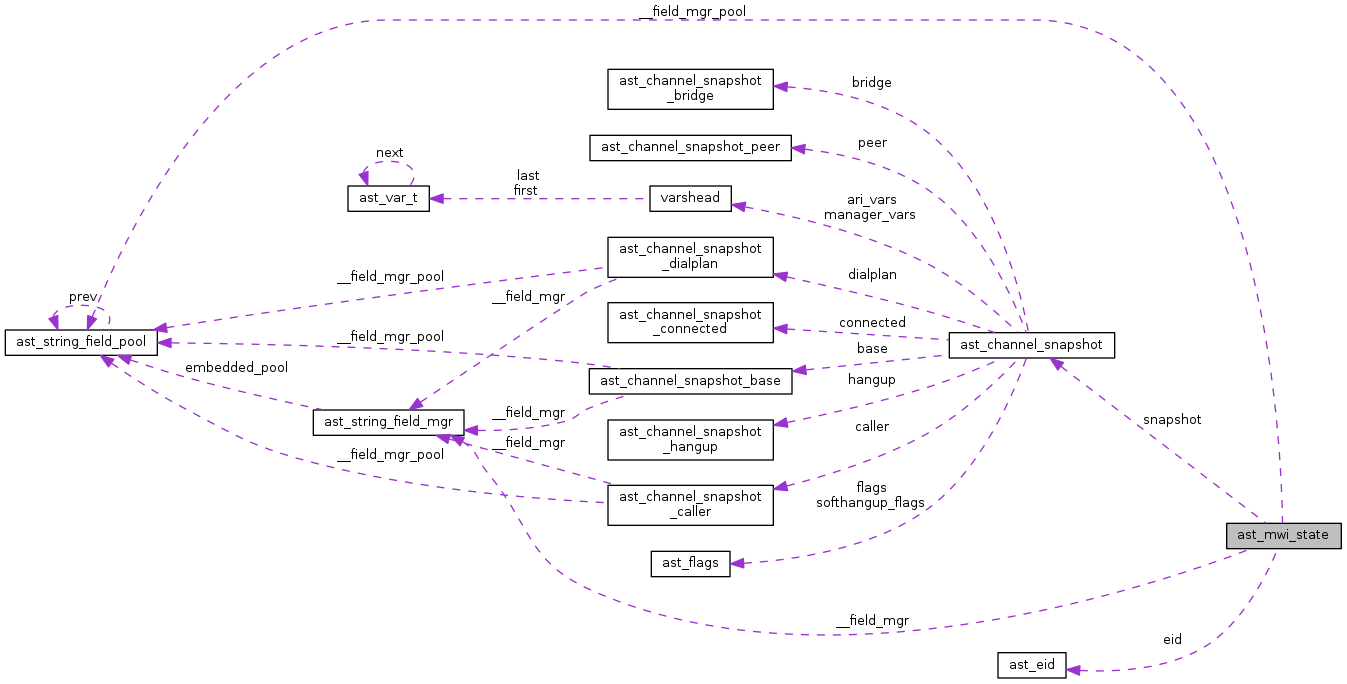 __field_mgr_pool
ast_channel_snapshot
_bridge
bridge
ast_channel_snapshot_peer
peer
next
ast_var_t
last
first
varshead
ari_vars
manager_vars
ast_channel_snapshot
_dialplan
dialplan
__field_mgr_pool
__field_mgr
prev
ast_string_field_pool
ast_channel_snapshot
_connected
connected
ast_channel_snapshot
__field_mgr_pool
base
embedded_pool
ast_channel_snapshot_base
hangup
ast_string_field_mgr
__field_mgr
ast_channel_snapshot
_hangup
caller
snapshot
__field_mgr
__field_mgr_pool
ast_channel_snapshot
_caller
flags
softhangup_flags
ast_mwi_state
ast_flags
__field_mgr
eid
ast_eid